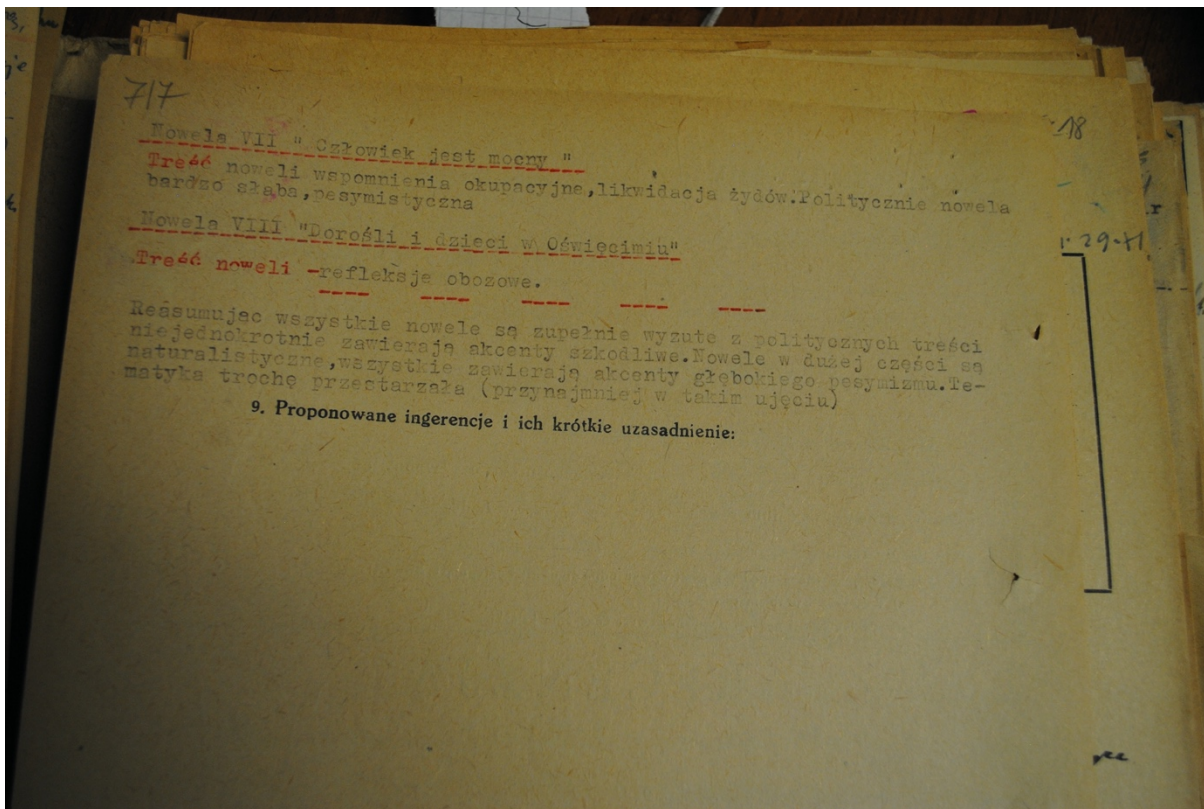 717
18
Nowela VII " Człowiek jest mocny "
Treść noweli wspomnienia okupacyjne,likwidacja żydów.Politycznie nowela
bardzo słaba,pesymistyczna
Nowela VIII "Dorośli i dzieci w Oświęcimiu"
Treść noweli -refleksje obozowe.
Reasumując wszystkie nowele są zupełnie wyzute z politycznych treści
niejednokrotnie zawierają akcenty szkodliwe.Nowele w dużej części są
naturalistyczne,wszystkie zawierają akcenty głębokiego pesymizmu.Te-
matyka trochę przestarzała (przynajmniej w takim ujęciu)
9. Proponowane ingerencje i ich krótkie uzasadnienie: